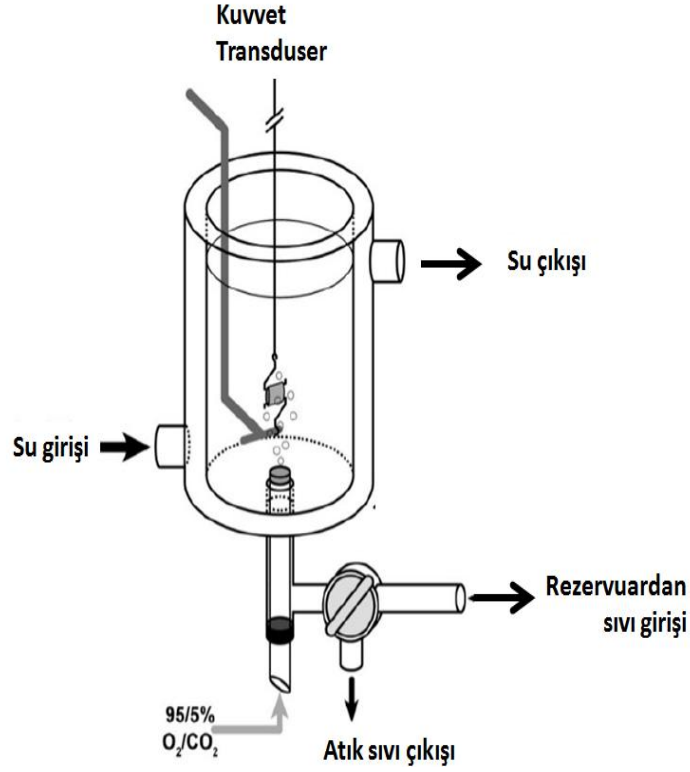 Kuvvet
Transduser
Su çıkışı
Su girişi
Rezervuardan
sıvı girişi
95/5%
O₂/CO₂
Atık sıvı çıkışı